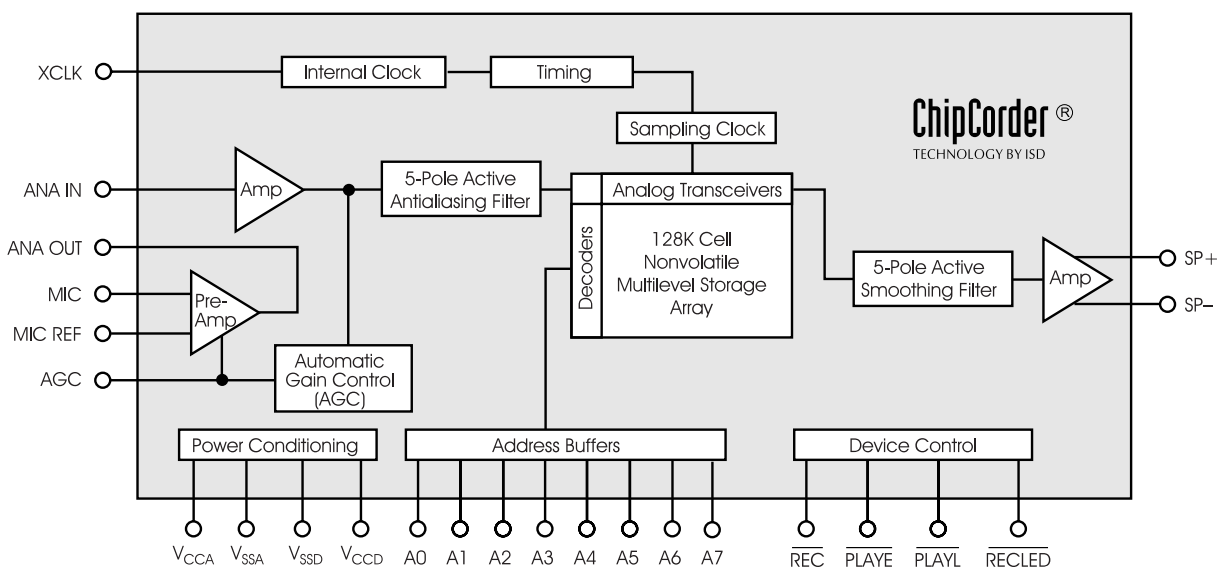 XCLK
Internal Clock
Timing
Sampling Clock
ChipCorder ®
TECHNOLOGY BY ISD
ANA IN
Amp
5-Pole Active
Antialiasing Filter
Analog Transceivers
Decoders
128K Cell
Nonvolatile
Multilevel Storage
Array
ANA OUT
MIC
Pre-
Amp
MIC REF
AGC
Automatic
Gain Control
(AGC)
5-Pole Active
Smoothing Filter
Amp
SP+
SP–
Power Conditioning
Address Buffers
Device Control
VCCA VSSA VSSD VCCD A0 A1 A2 A3 A4 A5 A6 A7 REC PLAYE PLAYL RECLED